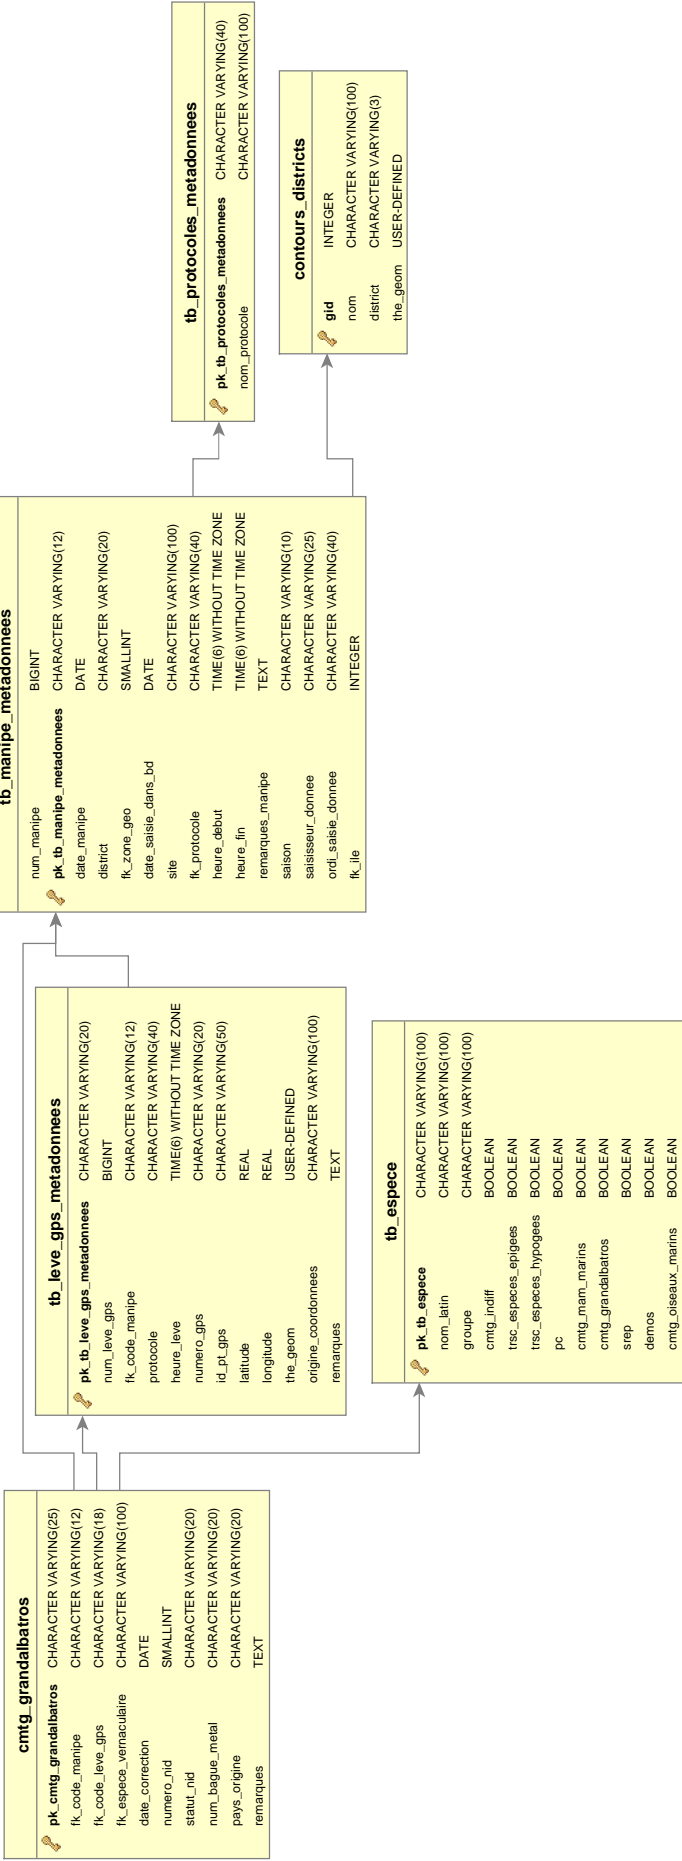 cmtg_grandalbatros
pk_cmtg_grandalbatros CHARACTER VARYING(25)
fk_code_manipe CHARACTER VARYING(12)
fk_code_leve_gps CHARACTER VARYING(18)
fk_espece_vernaculaire CHARACTER VARYING(100)
date_correction DATE
numero_nid SMALLINT
statut_nid CHARACTER VARYING(20)
num_bague_metal CHARACTER VARYING(20)
pays_origine CHARACTER VARYING(20)
remarques TEXT
tb_leve_gps_metadonnees
pk_tb_leve_gps_metadonnees CHARACTER VARYING(20)
num_leve_gps BIGINT
fk_code_manipe CHARACTER VARYING(12)
protocole CHARACTER VARYING(40)
heure_leve TIME(6) WITHOUT TIME ZONE
numero_gps CHARACTER VARYING(20)
id_pt_gps CHARACTER VARYING(50)
latitude REAL
longitude REAL
the_geom USER-DEFINED
origine_coordonnees CHARACTER VARYING(100)
remarques TEXT
tb_espece
pk_tb_espece CHARACTER VARYING(100)
nom_latin CHARACTER VARYING(100)
groupe CHARACTER VARYING(100)
cmtg_indiff BOOLEAN
trsc_especes_epigees BOOLEAN
trsc_especes_hypogees BOOLEAN
pc BOOLEAN
cmtg_mam_marins BOOLEAN
cmtg_grandalbatros BOOLEAN
srep BOOLEAN
demos BOOLEAN
cmtg_oiseaux_marins BOOLEAN
tb_manipe_metadonnees
num_manipe BIGINT
pk_tb_manipe_metadonnees CHARACTER VARYING(12)
date_manipe DATE
district CHARACTER VARYING(20)
fk_zone_geo SMALLINT
date_saisie_dans_bd DATE
site CHARACTER VARYING(100)
fk_protocole CHARACTER VARYING(40)
heure_debut TIME(6) WITHOUT TIME ZONE
heure_fin TIME(6) WITHOUT TIME ZONE
remarques_manipe TEXT
saison CHARACTER VARYING(10)
saisisseur_donnee CHARACTER VARYING(25)
ordi_saisie_donnee CHARACTER VARYING(40)
fk_ile INTEGER
tb_protocoles_metadonnees
pk_tb_protocoles_metadonnees CHARACTER VARYING(40)
nom_protocole CHARACTER VARYING(100)
contours_districts
gid INTEGER
nom CHARACTER VARYING(100)
district CHARACTER VARYING(3)
the_geom USER-DEFINED